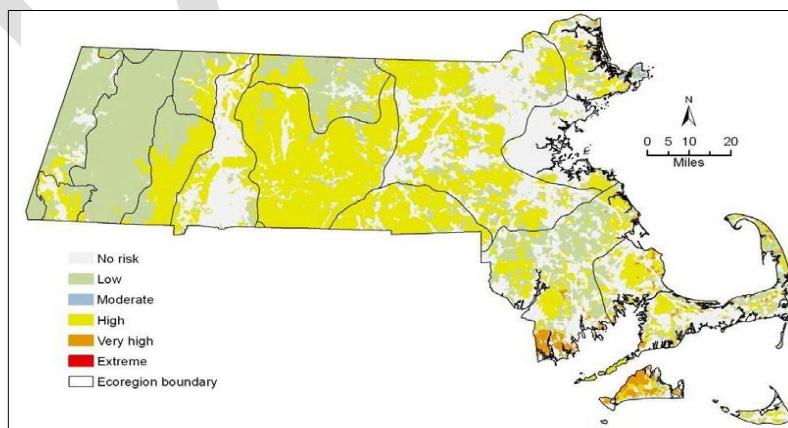 N
0 5 10 20
Miles
No risk
Low
Moderate
High
Very high
Extreme
Ecoregion boundary